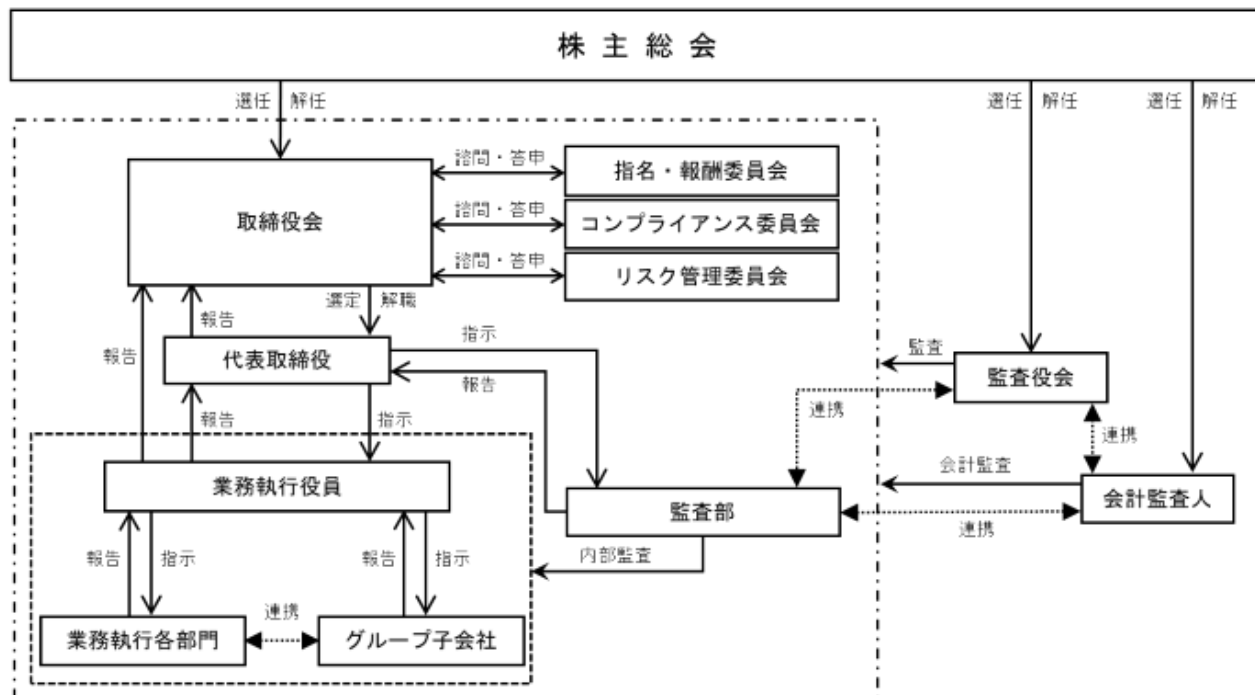 株主総会
選任 解任
選任 解任
選任 解任
諮問・答申
指名・報酬委員会
取締役会
諮問・答申
コンプライアンス委員会
諮問・答申
リスク管理委員会
選定 解職
報告
報告
代表取締役
指示
報告
監査
監査役会
連携
連携
報告
指示
会計監査
業務執行役員
監査部
会計監査人
連携
報告
指示
報告
指示
内部監査
連携
業務執行各部門
グループ子会社